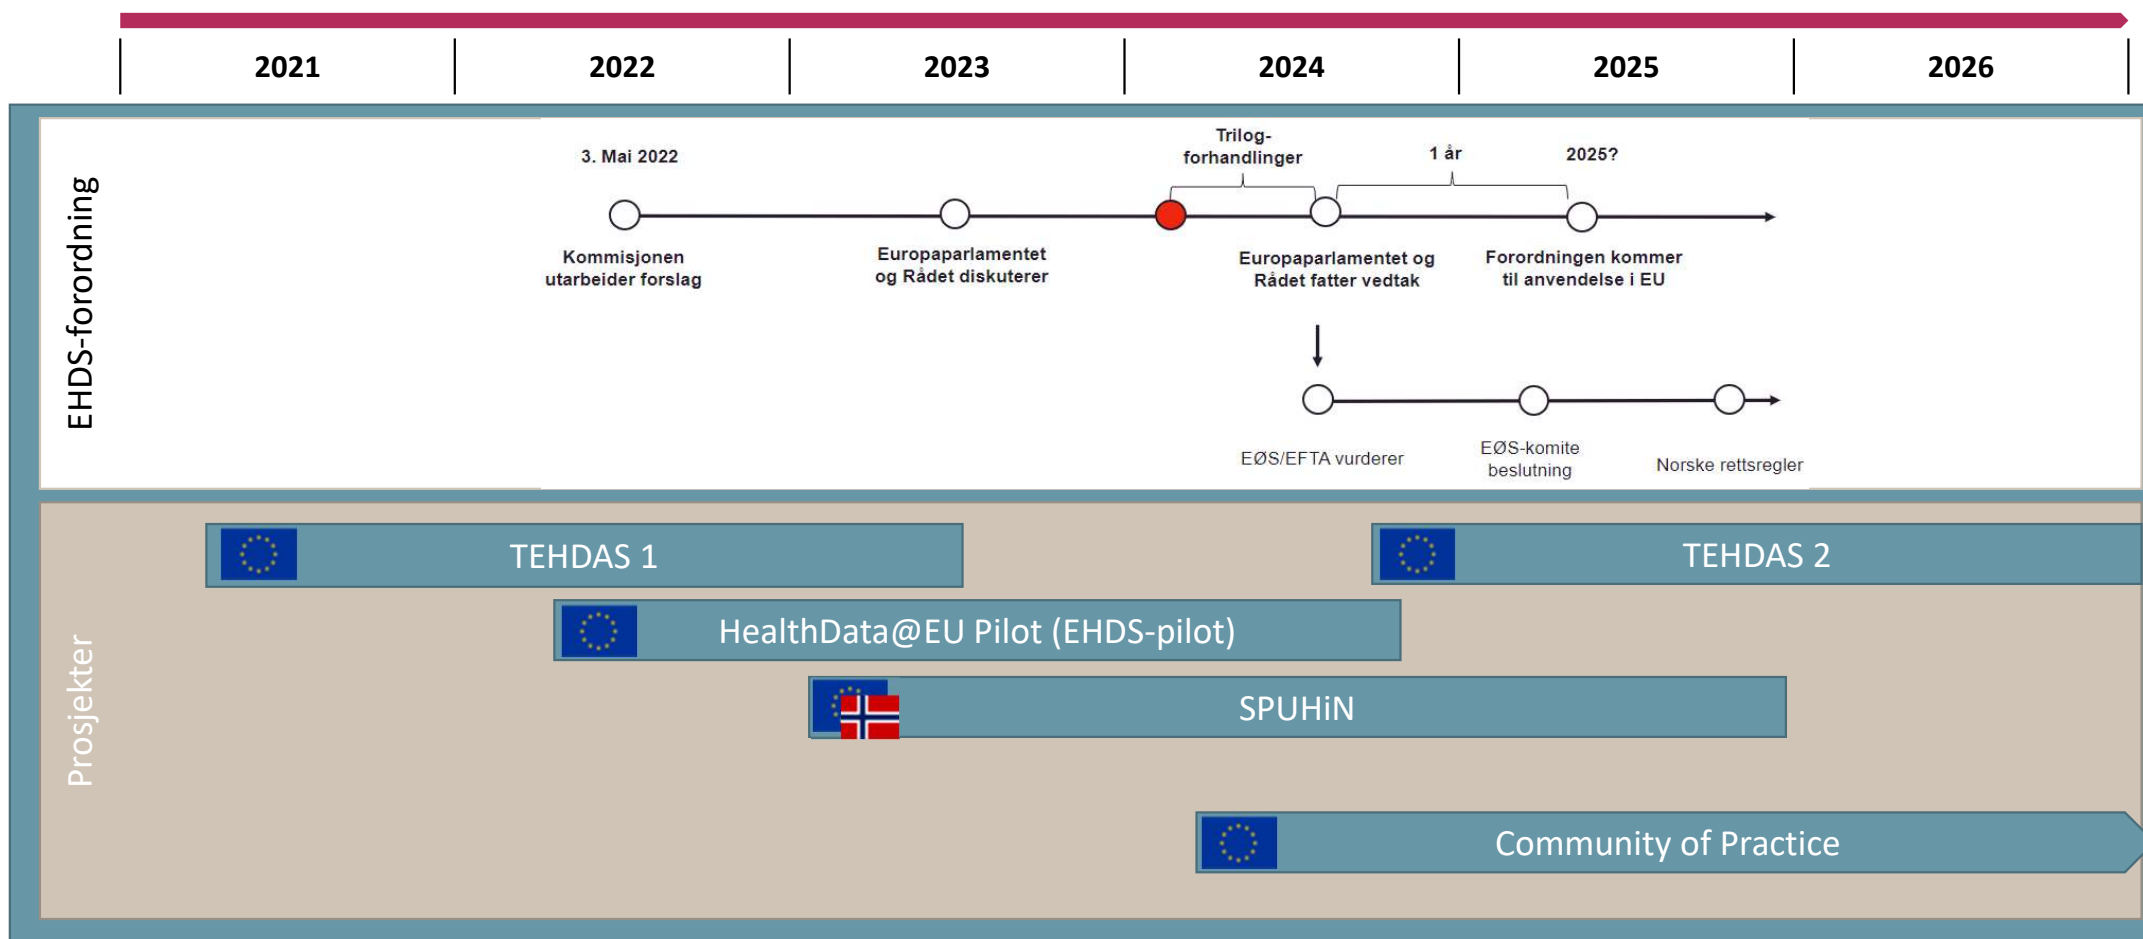 2021
2022
2023
2024
2025
2026
EHDS-forordning
3. Mai 2022
Trilog-
forhandlinger
1 år
2025?
Kommisjonen
utarbeider forslag
Europaparlamentet
og Rådet diskuterer
Europaparlamentet og
Rådet fatter vedtak
Forordningen kommer
til anvendelse i EU
EØS/EFTA vurderer
EØS-komite
beslutning
Norske rettsregler
Prosjekter
TEHDAS 1
TEHDAS 2
HealthData@EU Pilot (EHDS-pilot)
SPUHiN
Community of Practice